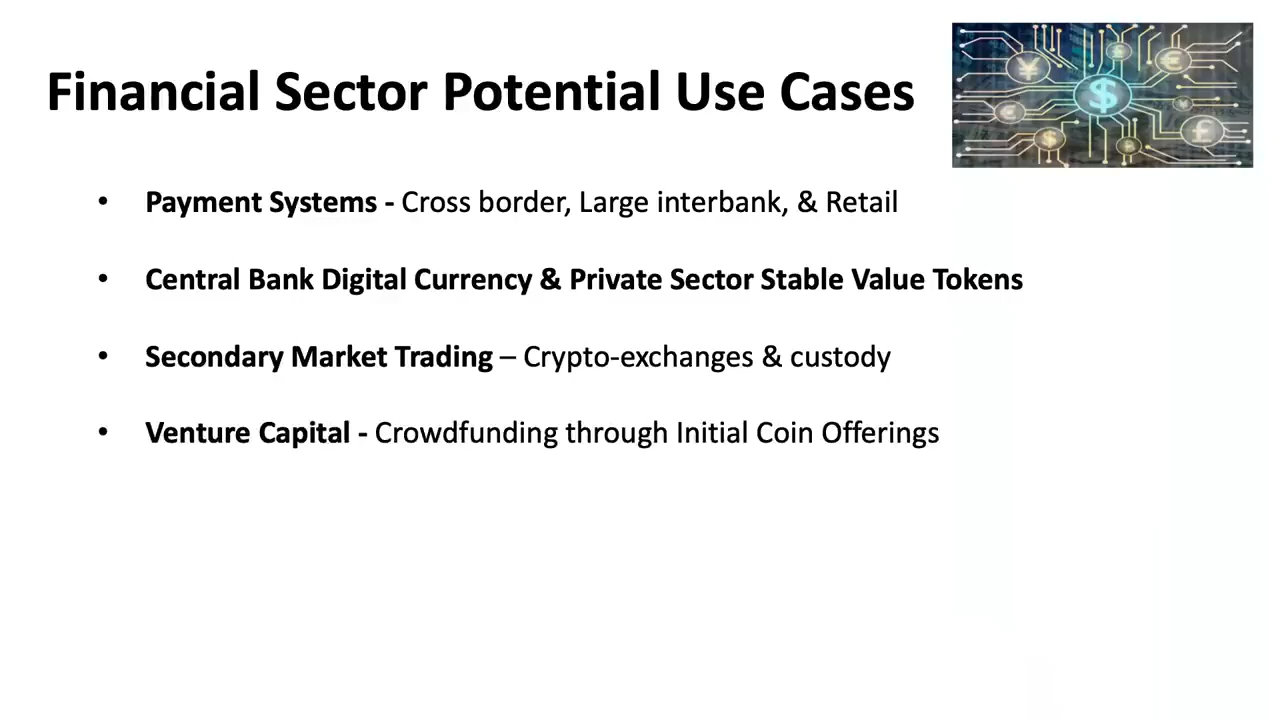 Financial Sector Potential Use Cases
• Payment Systems - Cross border, Large interbank, & Retail
• Central Bank Digital Currency & Private Sector Stable Value Tokens
• Secondary Market Trading – Crypto-exchanges & custody
• Venture Capital - Crowdfunding through Initial Coin Offerings